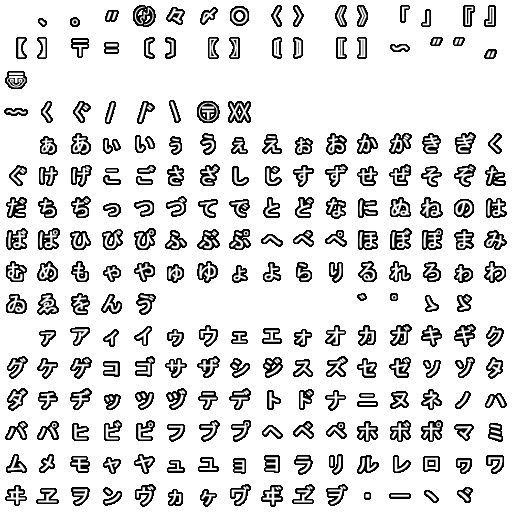 、 。 〃 〄 々 〆 〇 〈 〉 《 》 「 」 『 』
【 】 〒 〓 〔 〕 〖 〗 〘 〙 〚 〛 〜 〝 〞 〟
〠
〰 〱 〲 〳 〴 〵 〶 〷
ぁ あ ぃ い ぅ う ぇ え ぉ お か が き ぎ く
ぐ け げ こ ご さ ざ し じ す ず せ ぜ そ ぞ た
だ ち ぢ っ つ づ て で と ど な に ぬ ね の は
ば ぱ ひ び ぴ ふ ぶ ぷ へ べ ぺ ほ ぼ ぽ ま み
む め も ゃ や ゅ ゆ ょ よ ら り る れ ろ ゎ わ
ゐ ゑ を ん ゔ ゛ ゜ ゝ ゞ
ァ ア ィ イ ゥ ウ ェ エ ォ オ カ ガ キ ギ ク
グ ケ ゲ コ ゴ サ ザ シ ジ ス ズ セ ゼ ソ ゾ タ
ダ チ ヂ ッ ツ ヅ テ デ ト ド ナ ニ ヌ ネ ノ ハ
バ パ ヒ ビ ピ フ ブ プ ヘ ベ ペ ホ ボ ポ マ ミ
ム メ モ ャ ヤ ュ ユ ョ ヨ ラ リ ル レ ロ ヮ ワ
ヰ ヱ ヲ ン ヴ ヵ ヶ ヷ ヸ ヹ ヺ ・ ー ヽ ヾ